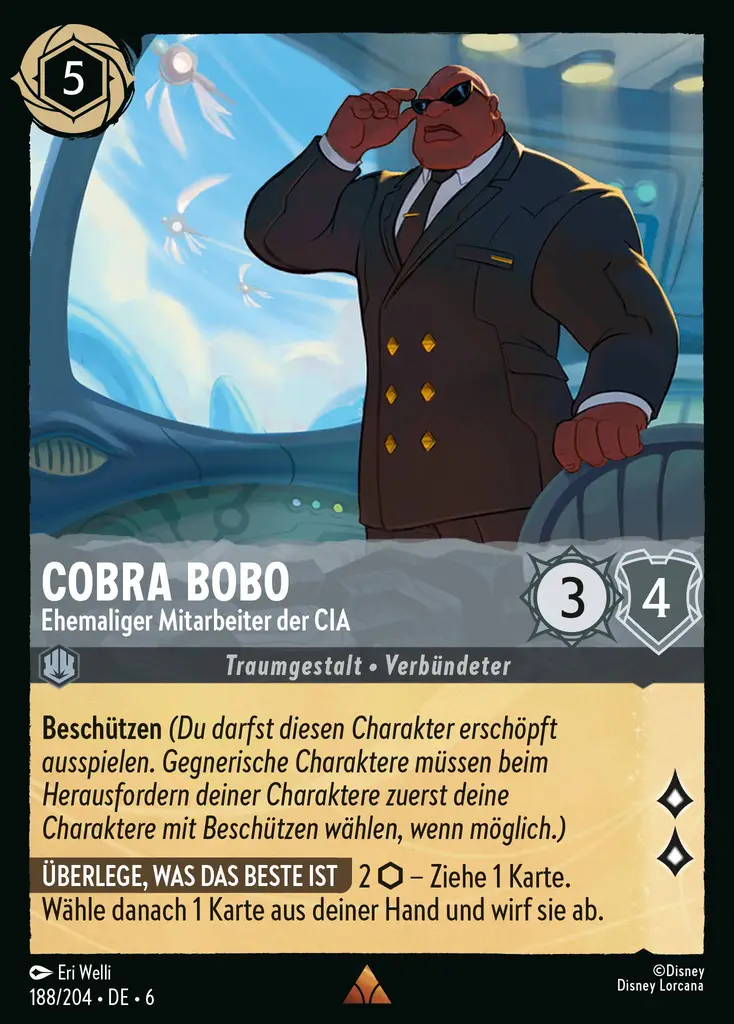 5
COBRA BOBO
Ehemaliger Mitarbeiter der CIA
3
4
Traumgestalt • Verbündeter
Beschützen (Du darfst diesen Charakter erschöpft
ausspielen. Gegnerische Charaktere müssen beim
Herausfordern deiner Charaktere zuerst deine
Charaktere mit Beschützen wählen, wenn möglich.)
ÜBERLEGE, WAS DAS BESTE IST 2 ⬡ – Ziehe 1 Karte.
Wähle danach 1 Karte aus deiner Hand und wirf sie ab.
Eri Welli
188/204 • DE • 6
©Disney
Disney Lorcana